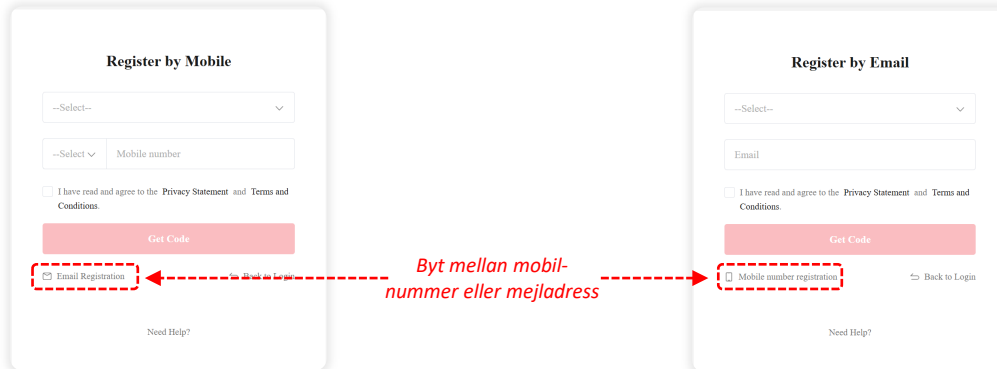 Register by Mobile
--Select--
--Select
Mobile number
I have read and agree to the Privacy Statement and Terms and
Conditions.
Get Code
Email Registration
Back to Login
Need Help?
Byt mellan mobil-
nummer eller mejladress
Register by Email
--Select--
Email
I have read and agree to the Privacy Statement and Terms and
Conditions.
Get Code
Mobile number registration
Back to Login
Need Help?